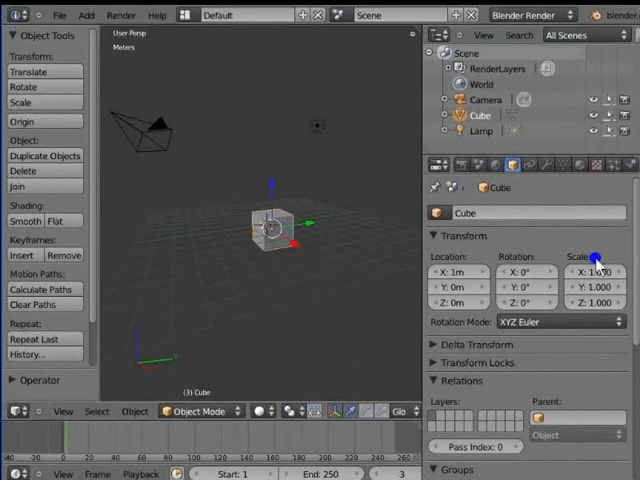 File Add Render Help Default Scene Blender Render blender
Object Tools
Transform:
Translate
Rotate
Scale
Origin
Object:
Duplicate Objects
Delete
Join
Shading:
Smooth Flat
Keyframes:
Insert Remove
Motion Paths:
Calculate Paths
Clear Paths
Repeat:
Repeat Last
History...
Operator
User Persp
Meters
(3) Cube
View Select Object Object Mode Glo
-40 -20 0 20 40 60 80 100 120 140 160 180 200 220 240 260
View Frame Playback Start: 1 End: 250 3
View Search All Scenes
Scene
RenderLayers
World
Camera
Cube
Lamp
Cube
Cube
Transform
Location: Rotation: Scale
X: 1m X: 0° X: 1.000
Y: 0m Y: 0° Y: 1.000
Z: 0m Z: 0° Z: 1.000
Rotation Mode: XYZ Euler
Delta Transform
Transform Locks
Relations
Layers: Parent:
Object
Pass Index: 0
Groups